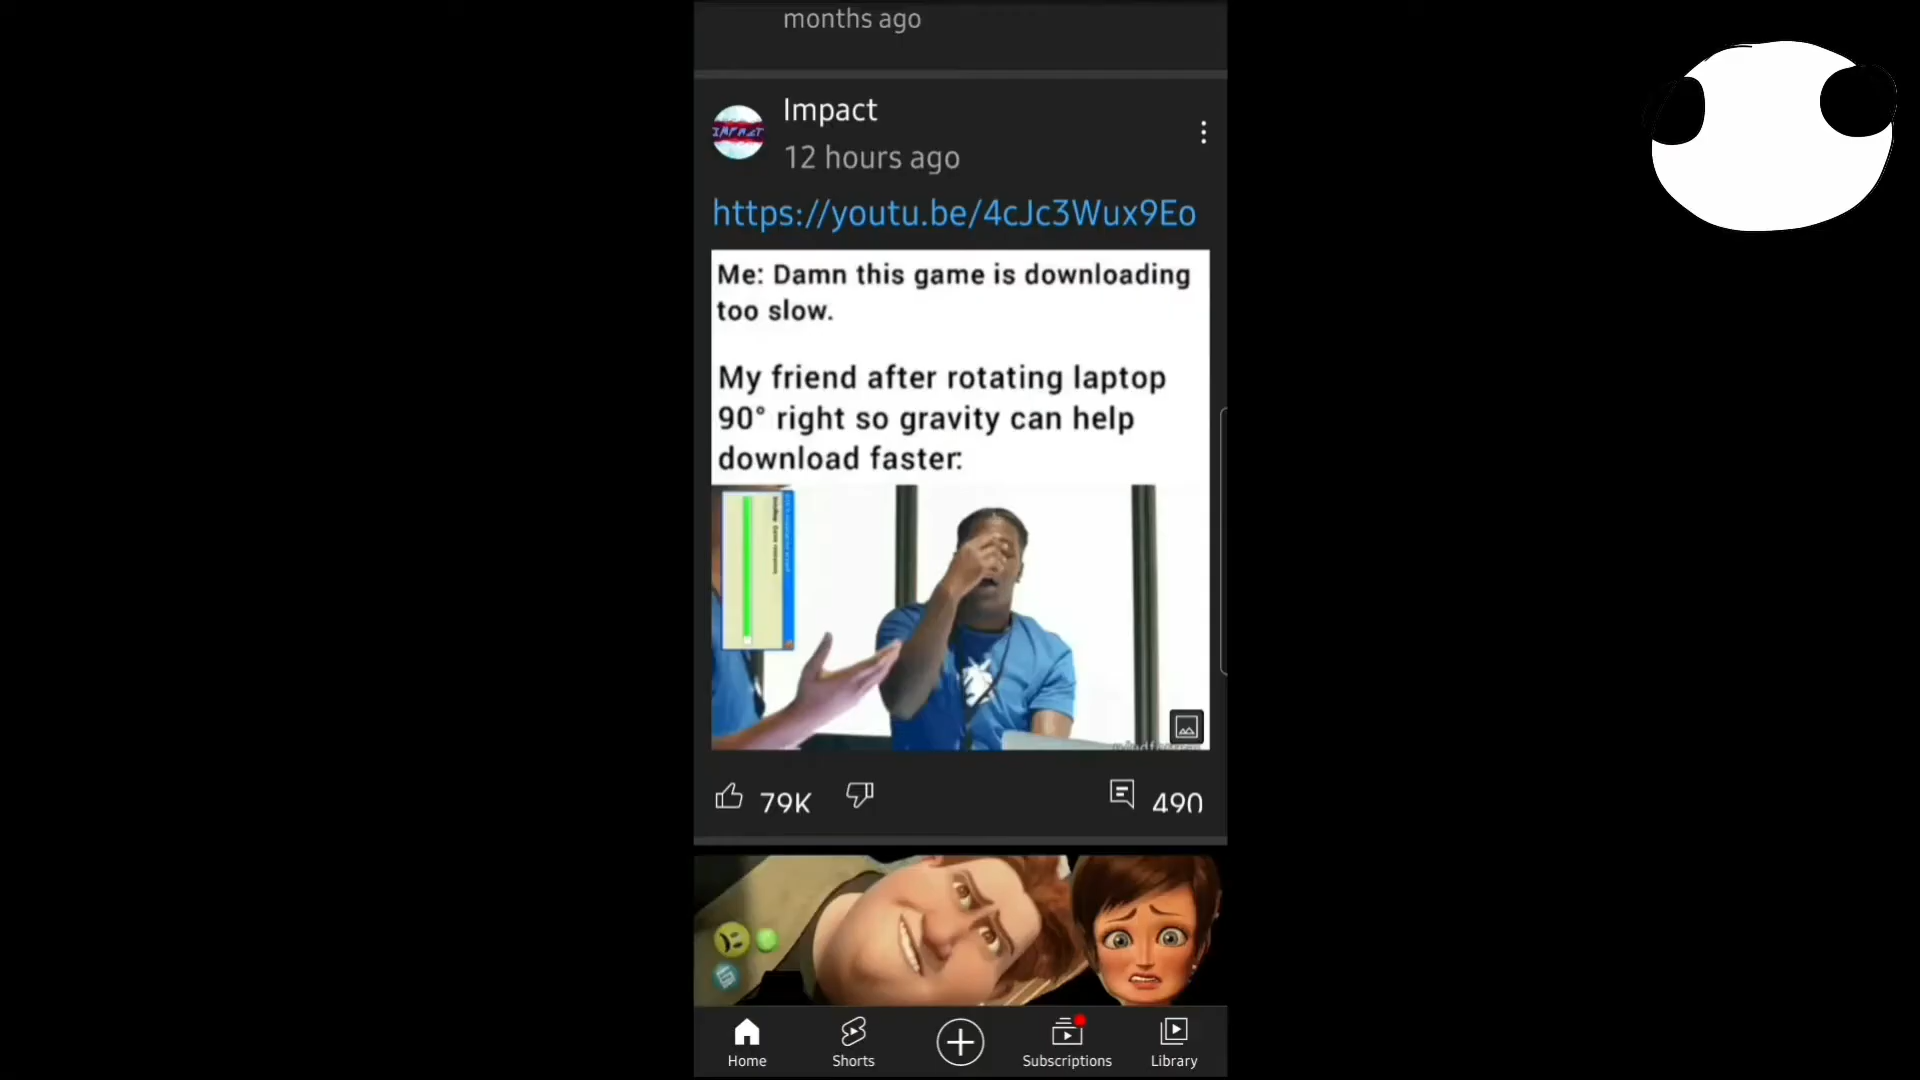 months ago
Impact
12 hours ago
https://youtu.be/4cJc3Wux9Eo
Me: Damn this game is downloading
too slow.
My friend after rotating laptop
90° right so gravity can help
download faster:
79K
490
Home
Shorts
Subscriptions
Library